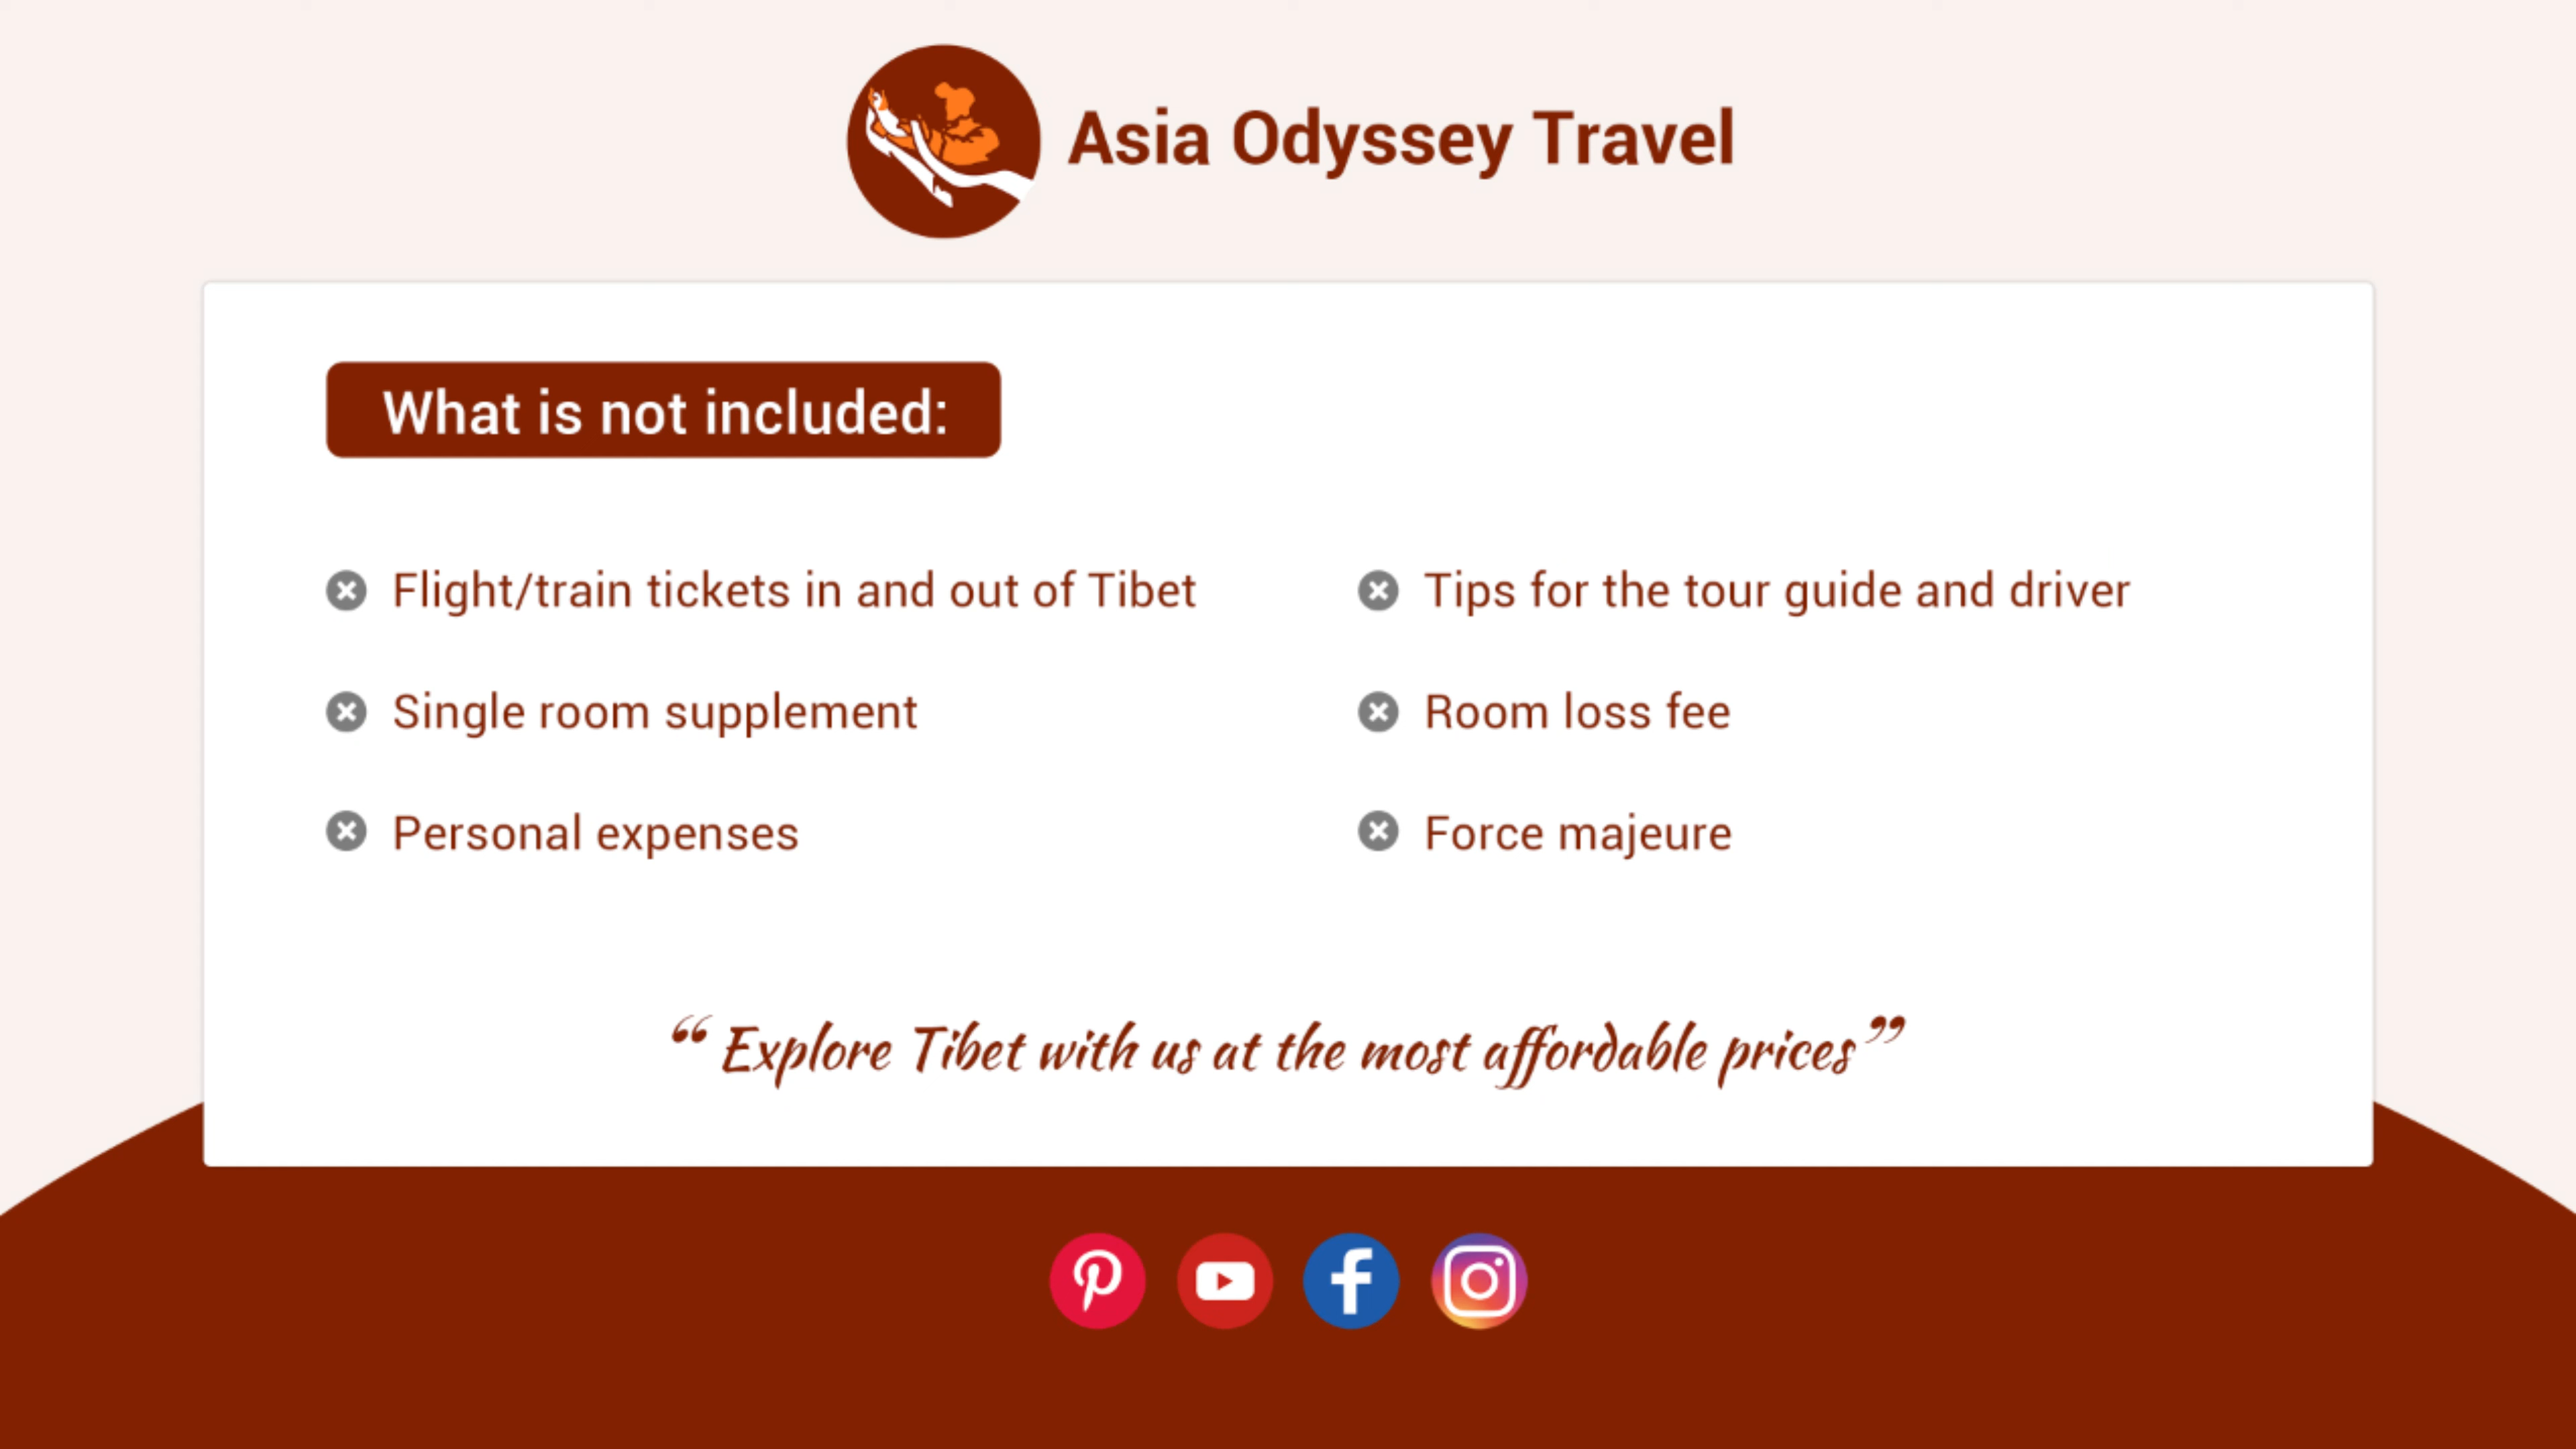 Asia Odyssey Travel
What is not included:
Flight/train tickets in and out of Tibet
Tips for the tour guide and driver
Single room supplement
Room loss fee
Personal expenses
Force majeure
“ Explore Tibet with us at the most affordable prices”